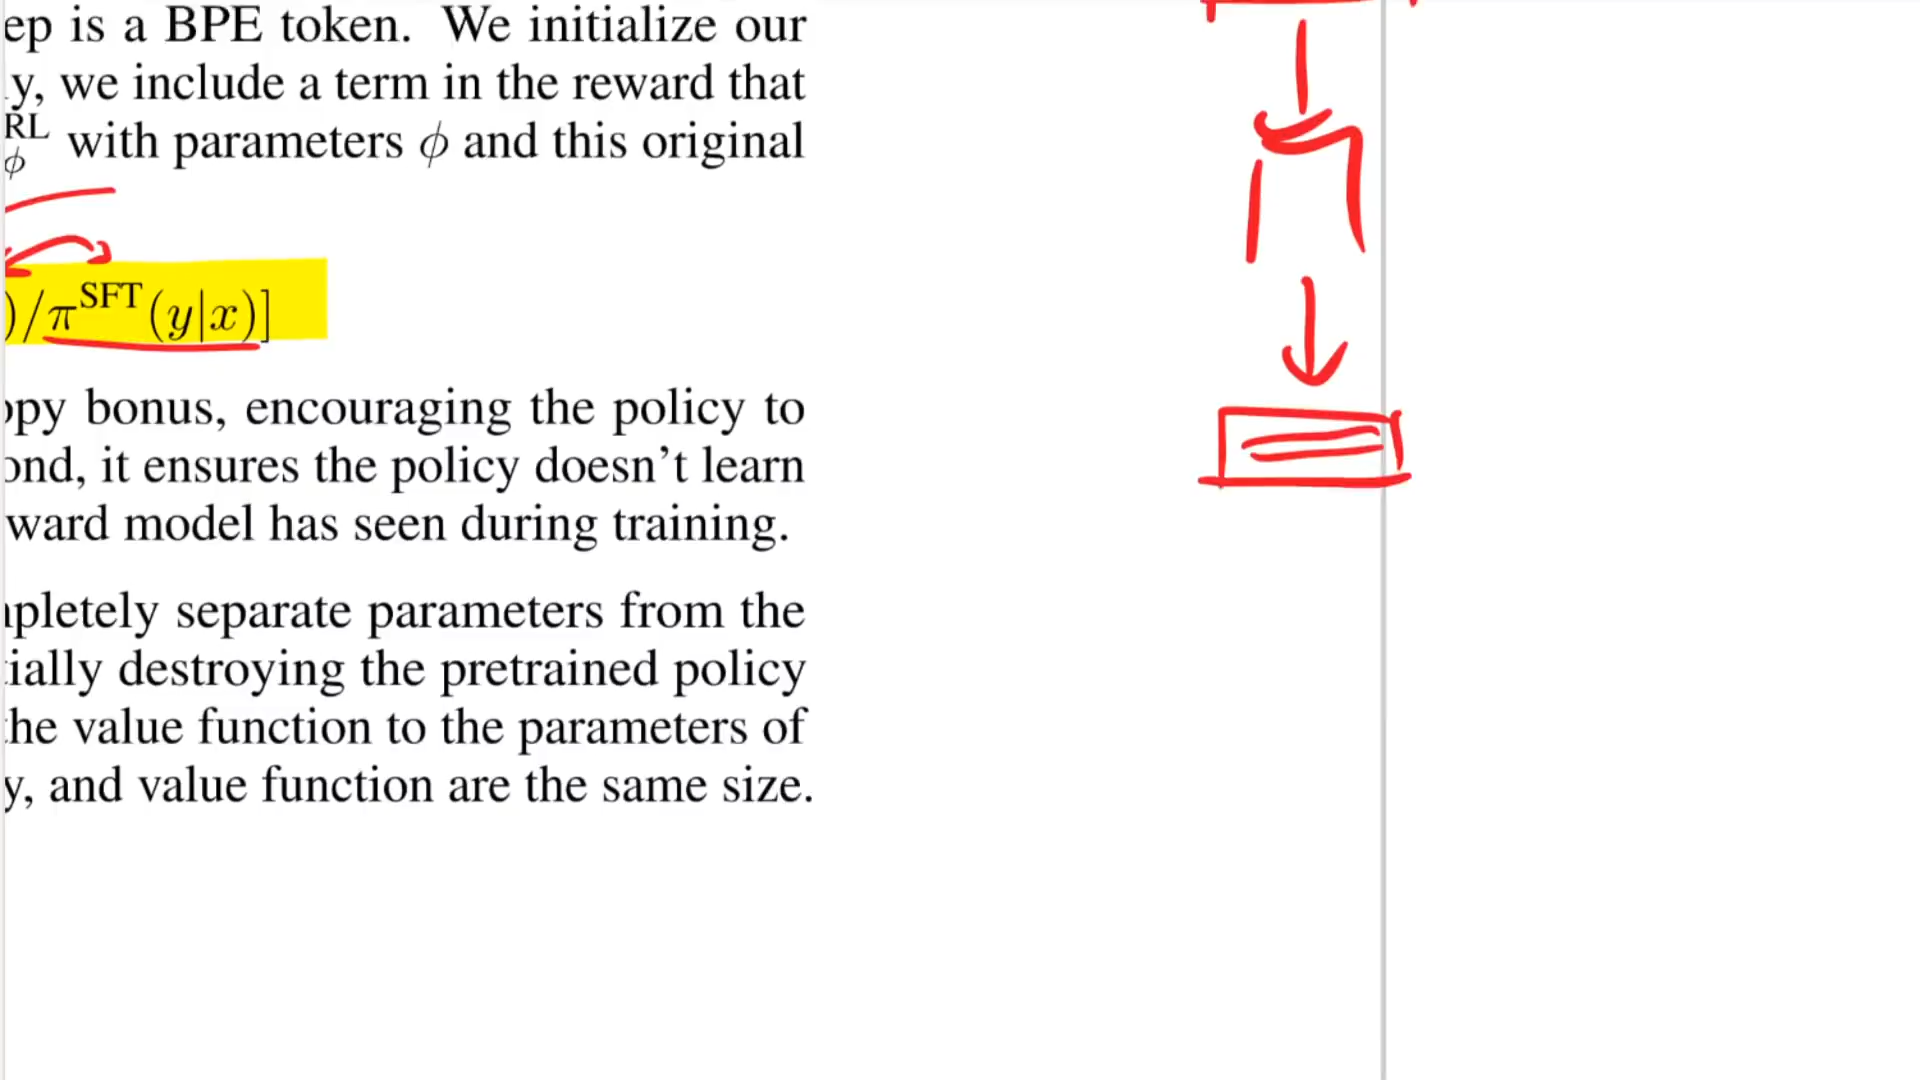 ep is a BPE token. We initialize our
y, we include a term in the reward that
RL
ϕ with parameters ϕ and this original
)/π^SFT(y|x)]
opy bonus, encouraging the policy to
ond, it ensures the policy doesn't learn
ward model has seen during training.
pletely separate parameters from the
ially destroying the pretrained policy
he value function to the parameters of
y, and value function are the same size.